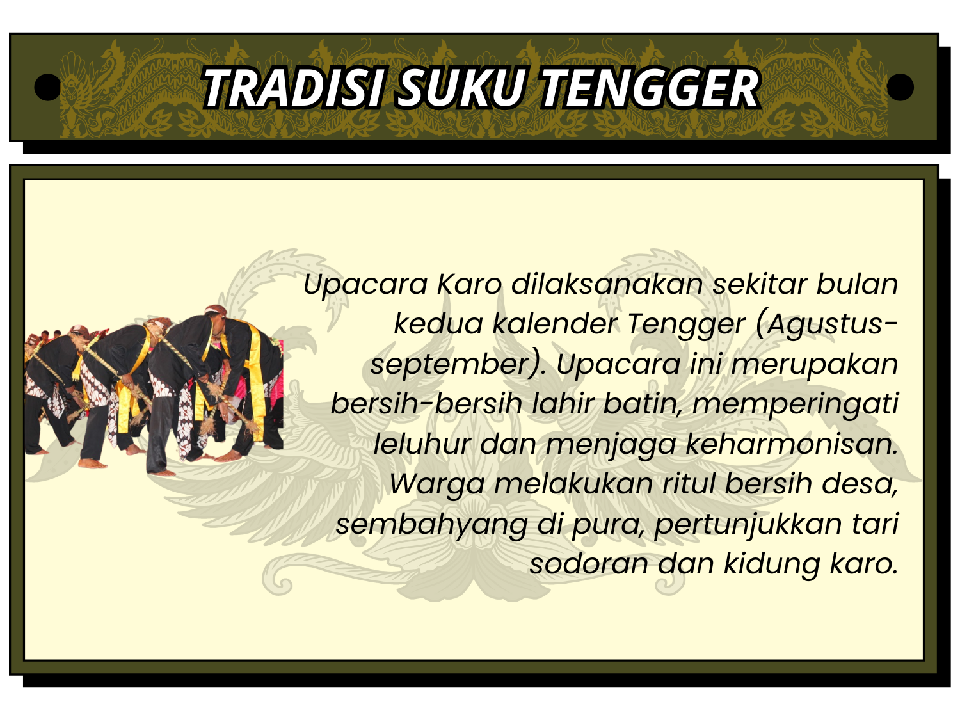 TRADISI SUKU TENGGER
Upacara Karo dilaksanakan sekitar bulan
kedua kalender Tengger (Agustus-
september). Upacara ini merupakan
bersih-bersih lahir batin, memperingati
leluhur dan menjaga keharmonisan.
Warga melakukan ritul bersih desa,
sembahyang di pura, pertunjukkan tari
sodoran dan kidung karo.